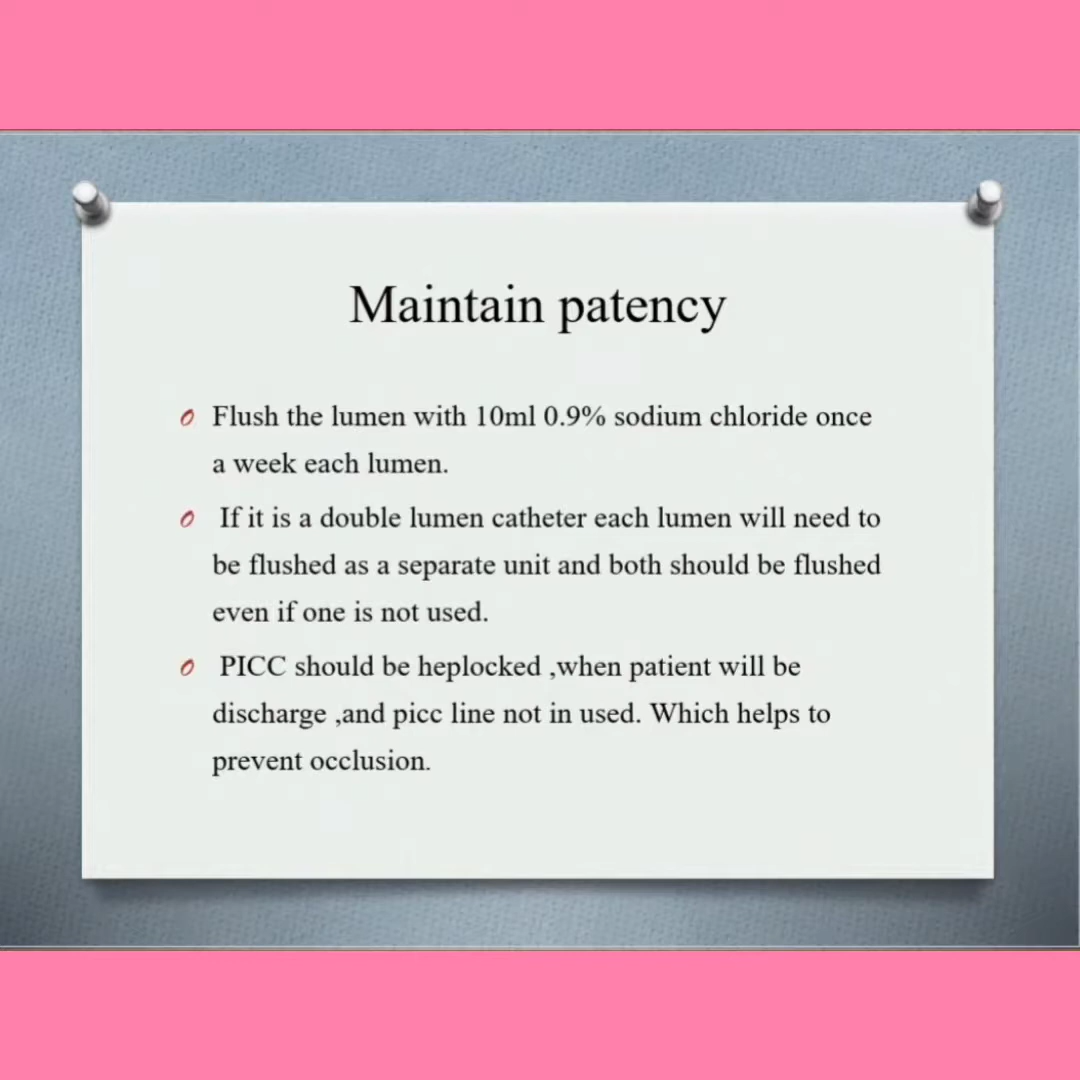 Maintain patency
Flush the lumen with 10ml 0.9% sodium chloride once
a week each lumen.
If it is a double lumen catheter each lumen will need to
be flushed as a separate unit and both should be flushed
even if one is not used.
PICC should be heplocked ,when patient will be
discharge ,and picc line not in used. Which helps to
prevent occlusion.